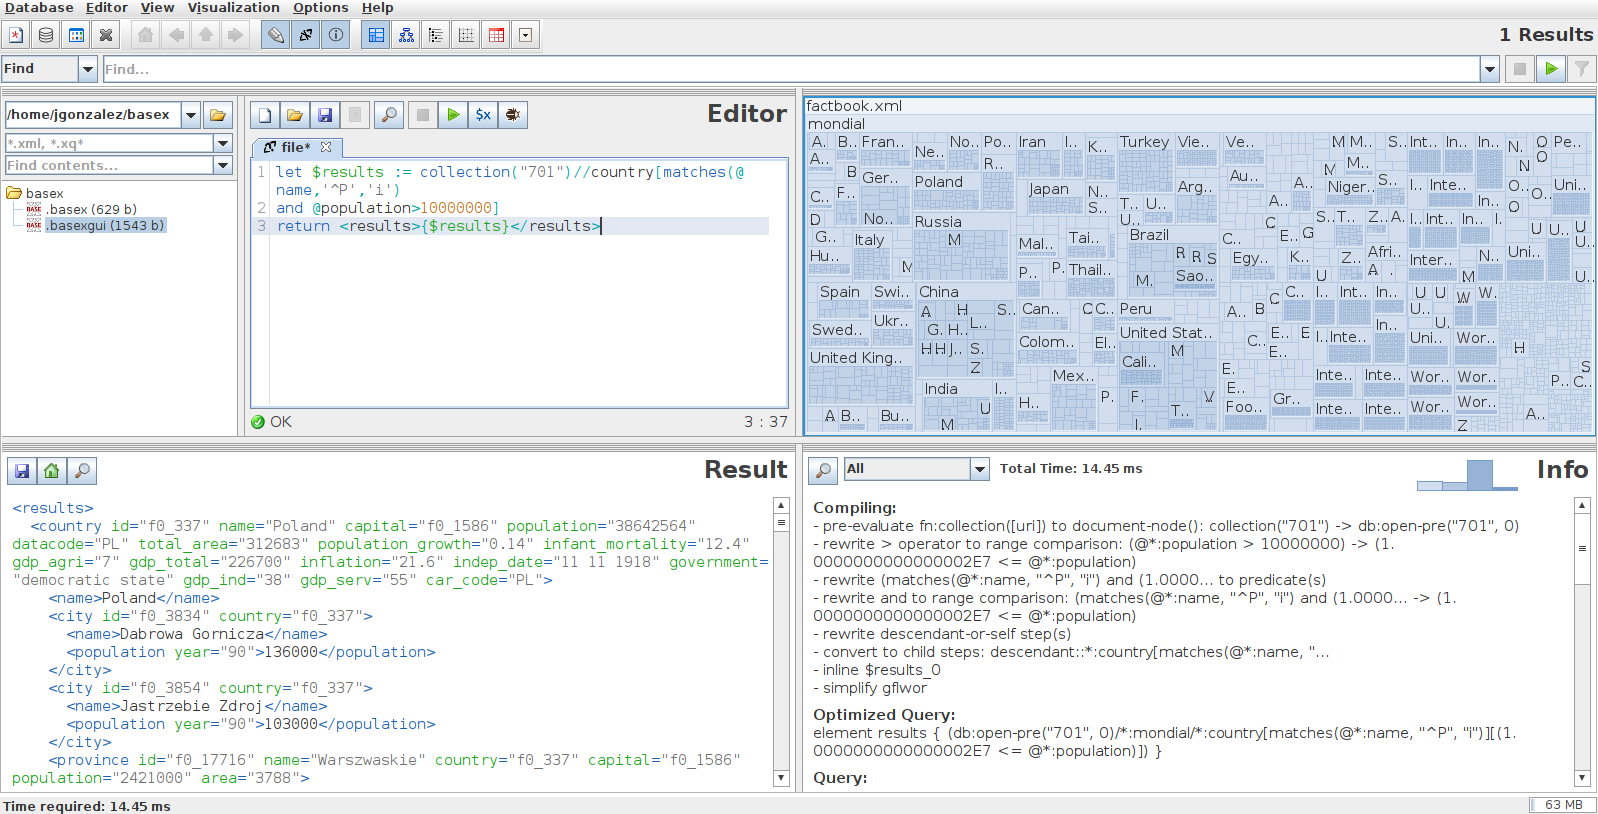 Database Editor View Visualization Options Help
1 Results
Find Find...
/home/jgonzalez/basex
*.xml, *.xq*
Find contents...
basex
.basex (629 b)
.basexgui (1543 b)
Editor
file*
1 let $results := collection("701")//country[matches(@
name,'^P','i')
2 and @population>10000000]
3 return <results>{$results}</results>
OK 3 : 37
factbook.xml
mondial
A.. B.. Fran.. No.. Po.. Iran I.. K.. Turkey Vie.. Ve.. M M.. S.. Int.. In.. In.. N. O Pe..
A.. Ne.. R.. M.. O
Ger.. Au.. Niger.. S.. I.. Inte.. In.. Uni..
C.. F.. Poland Japan N.. Arg..
D No.. Russia S.. T.. U..
G.. Italy M Mal.. Tai.. Brazil R R S C.. E.. G S.. T.. Z.. A
Hu.. M P.. P. Thail.. M. Sao.. Egy.. K.. Z.. Afri.. Inter.. N.. Uni..
Spain Swi.. China Can.. C C.. Peru A.. B C C.. I.. Int.. In.. U U W W.
Swed.. Ukr.. A H S.. Colom.. El.. United Stat.. C.. E.. E I.. Inte.. In.. Uni.. Wor.. H
United King.. G. H.. L.. M
H H J.. S. Z Cali.. E.. Inte.. Inte.. Wor.. Wor.. P.. C..
India I.. Mex.. P. F. V E.. Gr.. Wor.. Wor..
A B.. Bu.. M U H.. I. T.. Foo.. Inte.. Inte.. Z A..
Result
<results>
<country id="f0_337" name="Poland" capital="f0_1586" population="38642564"
datacode="PL" total_area="312683" population_growth="0.14" infant_mortality="12.4"
gdp_agri="7" gdp_total="226700" inflation="21.6" indep_date="11 11 1918" government=
"democratic state" gdp_ind="38" gdp_serv="55" car_code="PL">
<name>Poland</name>
<city id="f0_3834" country="f0_337">
<name>Dabrowa Gornicza</name>
<population year="90">136000</population>
</city>
<city id="f0_3854" country="f0_337">
<name>Jastrzebie Zdroj</name>
<population year="90">103000</population>
</city>
<province id="f0_17716" name="Warszwaskie" country="f0_337" capital="f0_1586"
population="2421000" area="3788">
All Total Time: 14.45 ms Info
Compiling:
- pre-evaluate fn:collection([uri]) to document-node(): collection("701") -> db:open-pre("701", 0)
- rewrite > operator to range comparison: (@*:population > 10000000) -> (1.
0000000000000002E7 <= @*:population)
- rewrite (matches(@*:name, "^P", "i") and (1.0000... to predicate(s)
- rewrite and to range comparison: (matches(@*:name, "^P", "i") and (1.0000... -> (1.
0000000000000002E7 <= @*:population)
- rewrite descendant-or-self step(s)
- convert to child steps: descendant::*:country[matches(@*:name, "...
- inline $results_0
- simplify gflwor
Optimized Query:
element results { (db:open-pre("701", 0)/*:mondial/*:country[matches(@*:name, "^P", "i")][(1.
0000000000000002E7 <= @*:population)]) }
Query:
Time required: 14.45 ms
63 MB